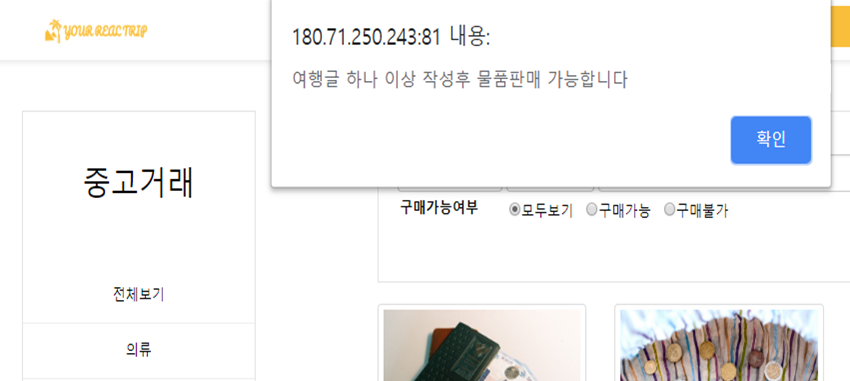 YOUR REAL TRIP
180.71.250.243:81 내용:
여행글 하나 이상 작성후 물품판매 가능합니다
확인
중고거래
전체보기
의류
구매가능여부 모두보기 구매가능 구매불가